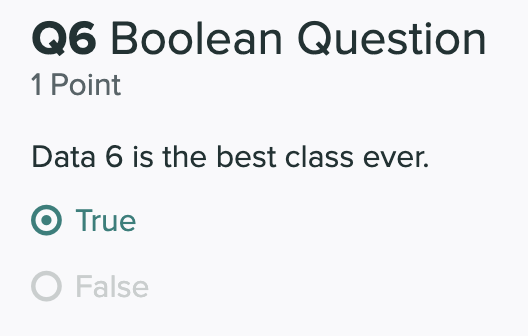 Q6 Boolean Question
1 Point
Data 6 is the best class ever.
True
False